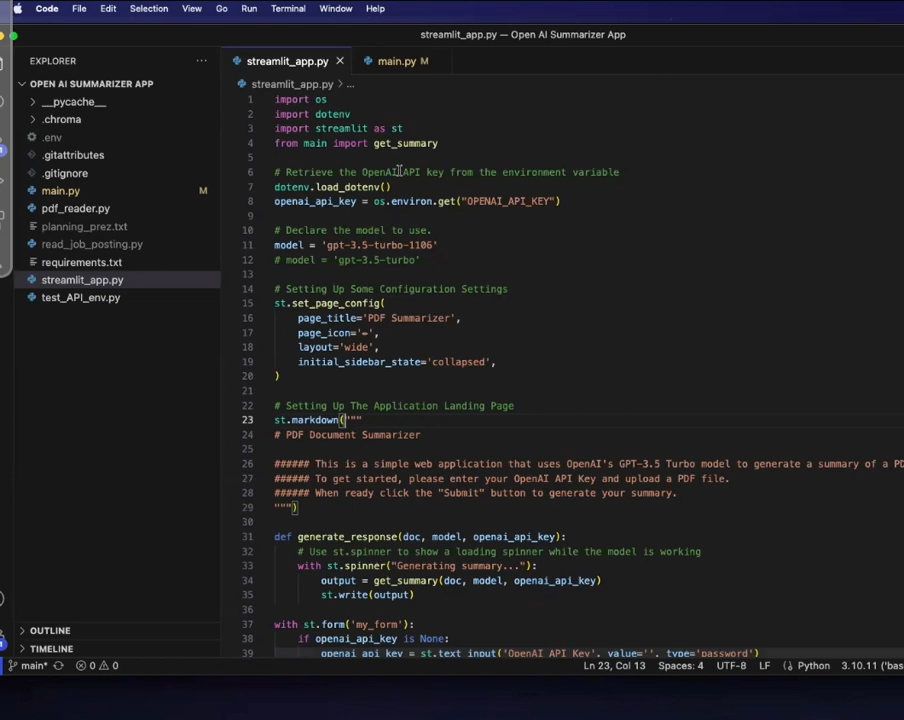 Code File Edit Selection View Go Run Terminal Window Help
streamlit_app.py — Open AI Summarizer App
EXPLORER ...
OPEN AI SUMMARIZER APP
__pycache__
.chroma
.env
.gitattributes
.gitignore
main.py M
pdf_reader.py
planning_prez.txt
read_job_posting.py
requirements.txt
streamlit_app.py
test_API_env.py
OUTLINE
TIMELINE
streamlit_app.py × main.py M
streamlit_app.py > ...
1 import os
2 import dotenv
3 import streamlit as st
4 from main import get_summary
5
6 # Retrieve the OpenAI API key from the environment variable
7 dotenv.load_dotenv()
8 openai_api_key = os.environ.get("OPENAI_API_KEY")
9
10 # Declare the model to use.
11 model = 'gpt-3.5-turbo-1106'
12 # model = 'gpt-3.5-turbo'
13
14 # Setting Up Some Configuration Settings
15 st.set_page_config(
16 page_title='PDF Summarizer',
17 page_icon='✏',
18 layout='wide',
19 initial_sidebar_state='collapsed',
20 )
21
22 # Setting Up The Application Landing Page
23 st.markdown("""
24 # PDF Document Summarizer
25
26 ###### This is a simple web application that uses OpenAI's GPT-3.5 Turbo model to generate a summary of a PD
27 ###### To get started, please enter your OpenAI API Key and upload a PDF file.
28 ###### When ready click the "Submit" button to generate your summary.
29 """)
30
31 def generate_response(doc, model, openai_api_key):
32 # Use st.spinner to show a loading spinner while the model is working
33 with st.spinner("Generating summary..."):
34 output = get_summary(doc, model, openai_api_key)
35 st.write(output)
36
37 with st.form('my_form'):
38 if openai_api_key is None:
39 openai_api_key = st.text_input('OpenAI API Key', value='', type='password')
main* 0 0 Ln 23, Col 13 Spaces: 4 UTF-8 LF Python 3.10.11 ('bas